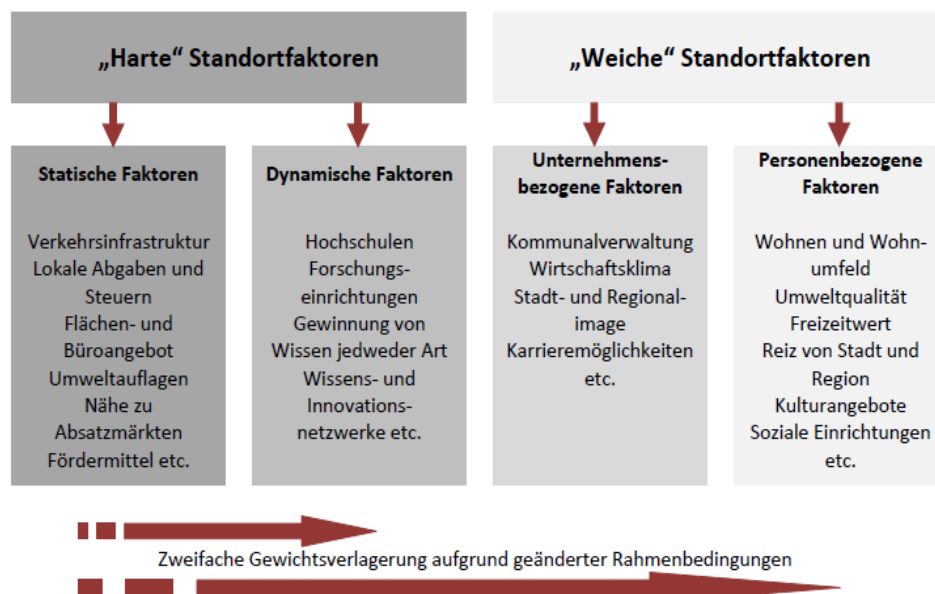 „Harte“ Standortfaktoren
„Weiche“ Standortfaktoren
Statische Faktoren
Verkehrsinfrastruktur
Lokale Abgaben und
Steuern
Flächen- und
Büroangebot
Umweltauflagen
Nähe zu
Absatzmärkten
Fördermittel etc.
Dynamische Faktoren
Hochschulen
Forschungs-
einrichtungen
Gewinnung von
Wissen jedweder Art
Wissens- und
Innovations-
netzwerke etc.
Unternehmens-
bezogene Faktoren
Kommunalverwaltung
Wirtschaftsklima
Stadt- und Regional-
image
Karrieremöglichkeiten
etc.
Personenbezogene
Faktoren
Wohnen und Wohn-
umfeld
Umweltqualität
Freizeitwert
Reiz von Stadt und
Region
Kulturangebote
Soziale Einrichtungen
etc.
Zweifache Gewichtsverlagerung aufgrund geänderter Rahmenbedingungen